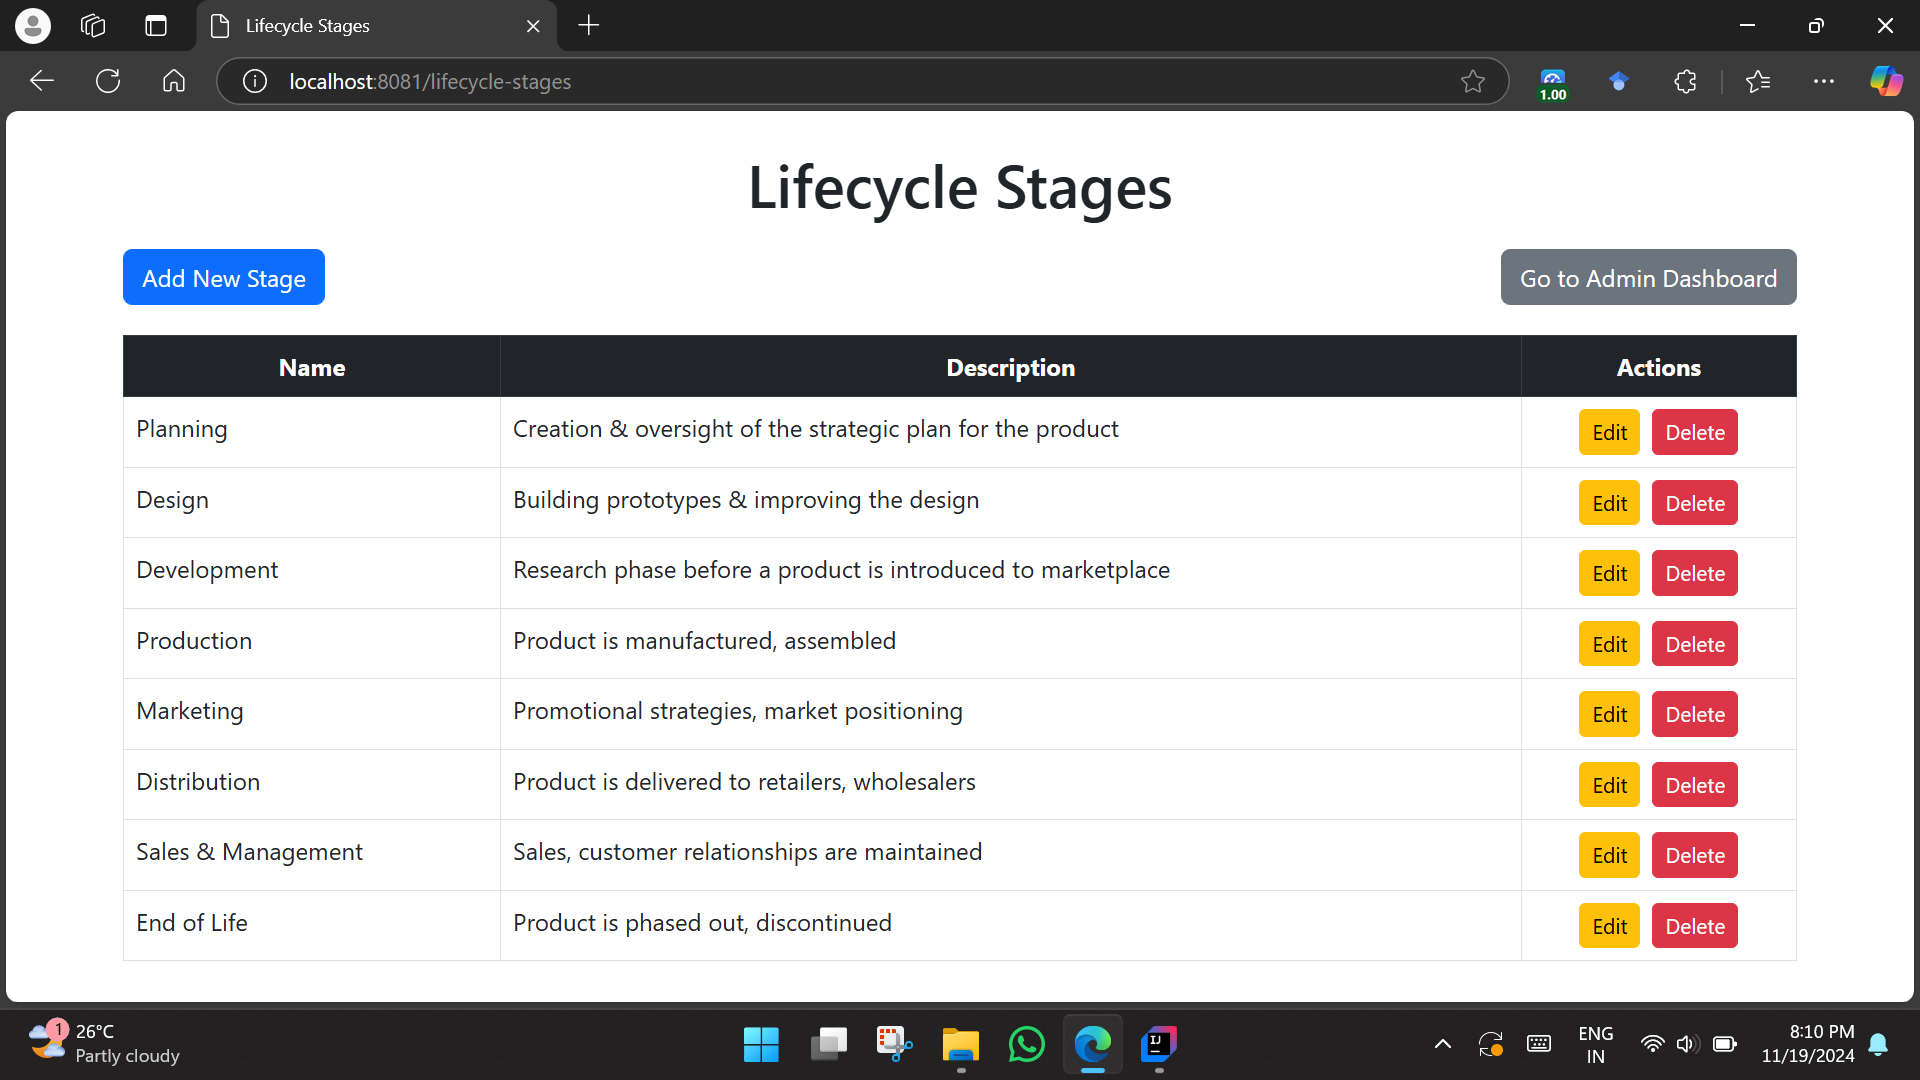 Lifecycle Stages
localhost:8081/lifecycle-stages
1.00
Lifecycle Stages
Add New Stage
Go to Admin Dashboard
Name Description Actions
Planning Creation & oversight of the strategic plan for the product Edit Delete
Design Building prototypes & improving the design Edit Delete
Development Research phase before a product is introduced to marketplace Edit Delete
Production Product is manufactured, assembled Edit Delete
Marketing Promotional strategies, market positioning Edit Delete
Distribution Product is delivered to retailers, wholesalers Edit Delete
Sales & Management Sales, customer relationships are maintained Edit Delete
End of Life Product is phased out, discontinued Edit Delete
1
26°C
Partly cloudy
IJ
ENG
IN
8:10 PM
11/19/2024